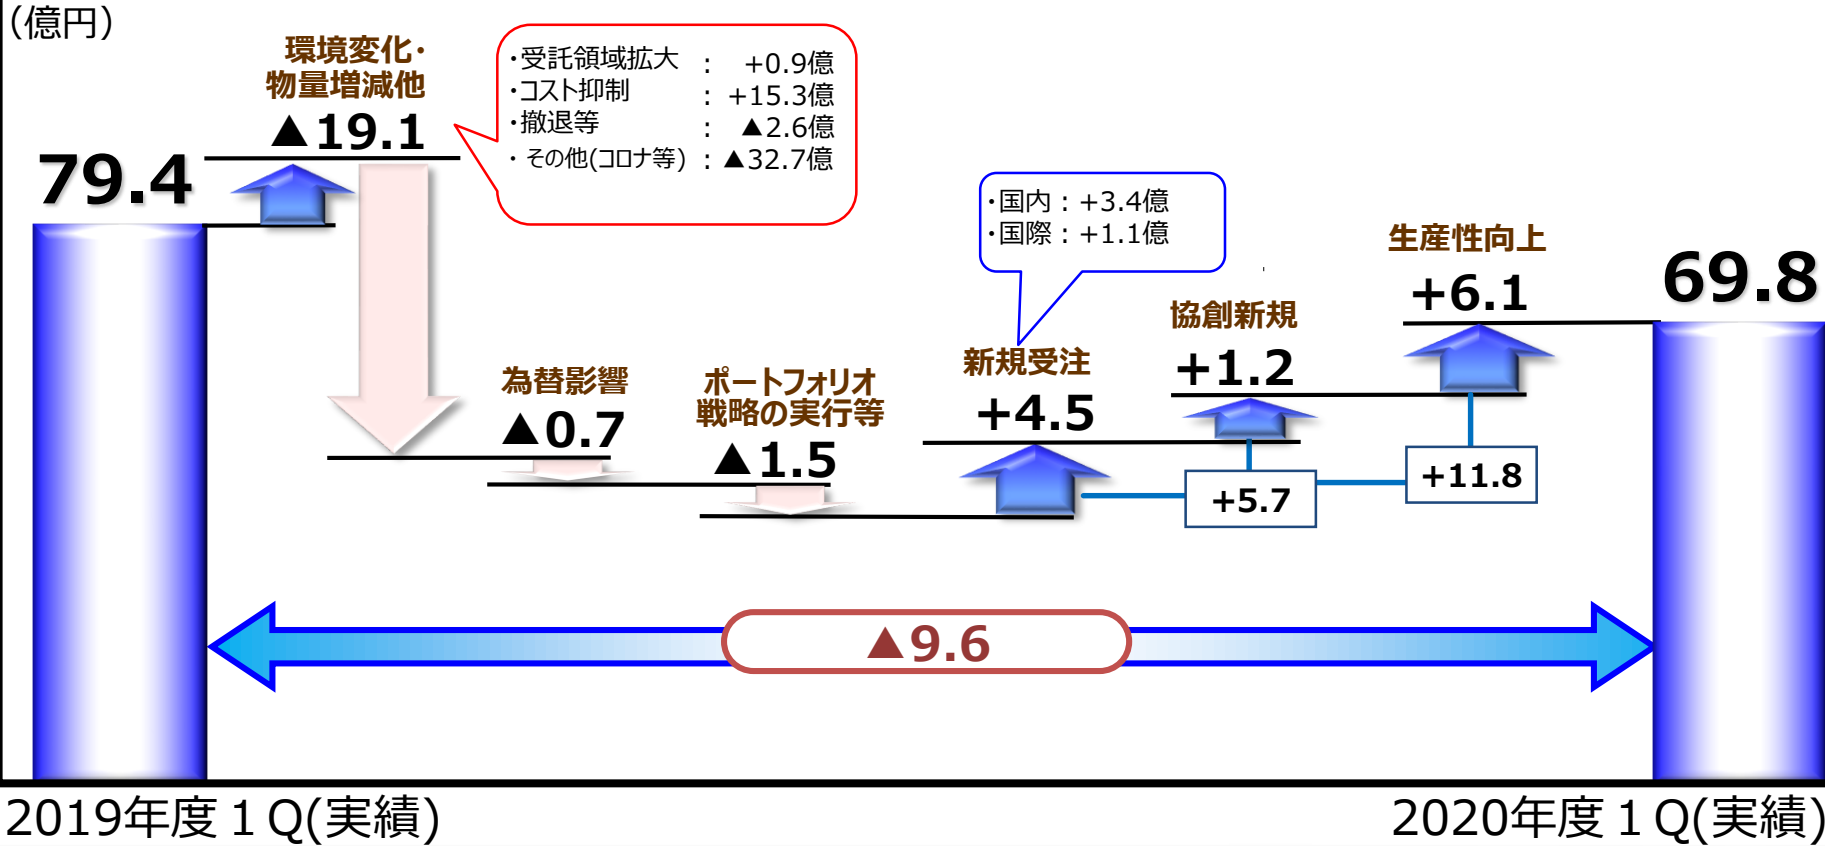 (億円)
環境変化・
物量増減他
▲19.1
・受託領域拡大 : +0.9億
・コスト抑制 : +15.3億
・撤退等 : ▲2.6億
・その他(コロナ等) : ▲32.7億
79.4
・国内:+3.4億
・国際:+1.1億
為替影響
▲0.7
ポートフォリオ
戦略の実行等
▲1.5
新規受注
+4.5
協創新規
+1.2
生産性向上
+6.1
69.8
+5.7
+11.8
▲9.6
2019年度1Q(実績)
2020年度1Q(実績)